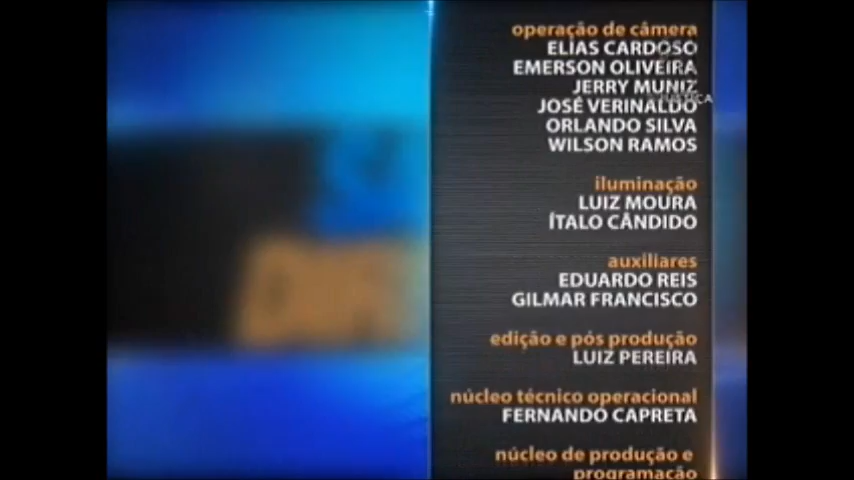 operação de câmera
ELIAS CARDOSO
EMERSON OLIVEIRA
JERRY MUNIZ
JUSTIÇA
JOSÉ VERINALDO
ORLANDO SILVA
WILSON RAMOS
iluminação
LUIZ MOURA
ÍTALO CÂNDIDO
auxiliares
EDUARDO REIS
GILMAR FRANCISCO
edição e pós produção
LUIZ PEREIRA
núcleo técnico operacional
FERNANDO CAPRETA
núcleo de produção e
programação